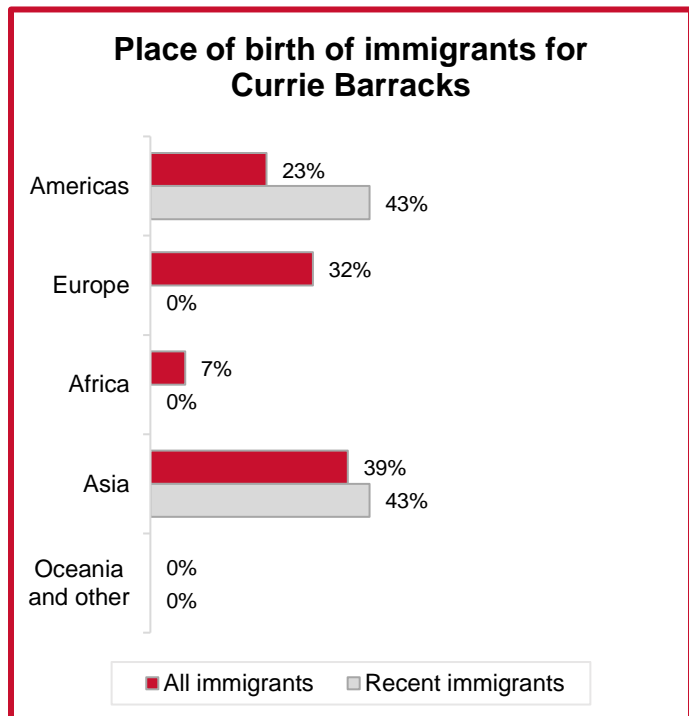 Place of birth of immigrants for
Currie Barracks
Americas
23%
43%
Europe
32%
0%
Africa
7%
0%
Asia
39%
43%
Oceania
and other
0%
0%
All immigrants Recent immigrants